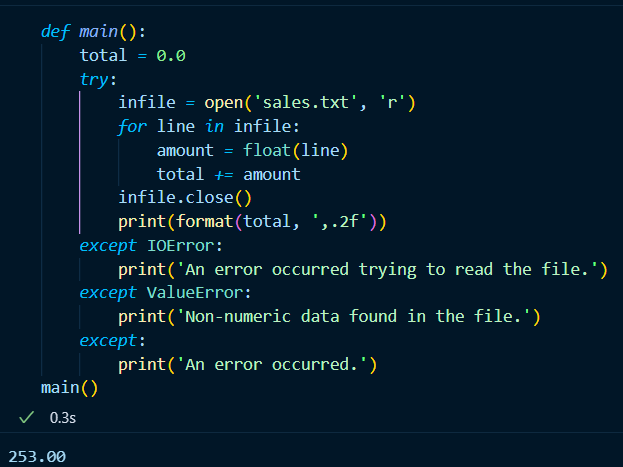 def main():
    total = 0.0
    try:
        infile = open('sales.txt', 'r')
        for line in infile:
            amount = float(line)
            total += amount
        infile.close()
        print(format(total, ',.2f'))
    except IOError:
        print('An error occurred trying to read the file.')
    except ValueError:
        print('Non-numeric data found in the file.')
    except:
        print('An error occurred.')
main()
0.3s
253.00